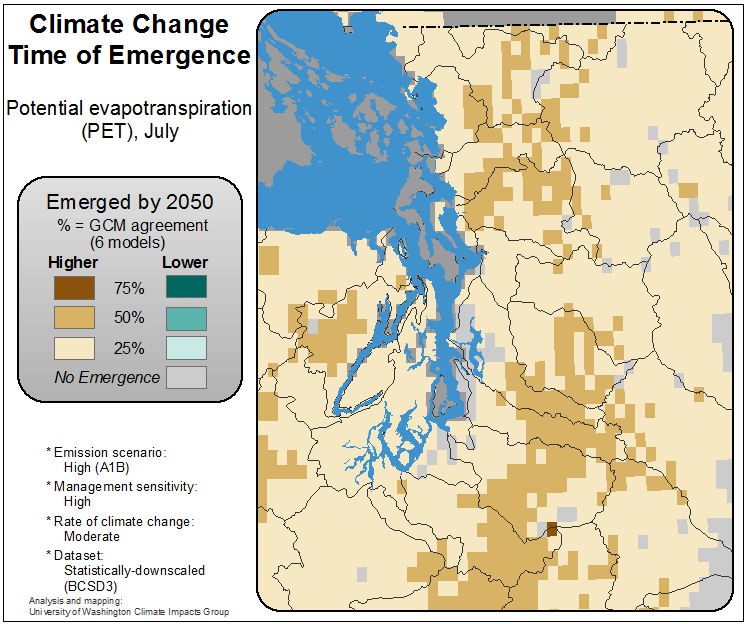 Climate Change
Time of Emergence
Potential evapotranspiration
(PET), July
Emerged by 2050
% = GCM agreement
(6 models)
Higher Lower
75%
50%
25%
No Emergence
* Emission scenario:
High (A1B)
* Management sensitivity:
High
* Rate of climate change:
Moderate
* Dataset:
Statistically-downscaled
(BCSD3)
Analysis and mapping:
University of Washington Climate Impacts Group